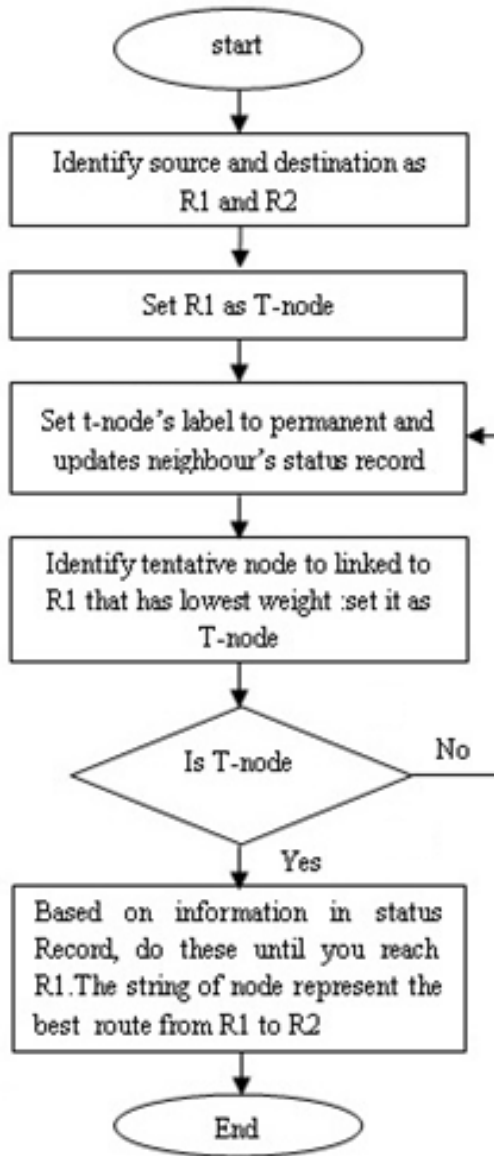 start
Identify source and destination as
R1 and R2
Set R1 as T-node
Set t-node's label to permanent and
updates neighbour's status record
Identify tentative node to linked to
R1 that has lowest weight :set it as
T-node
Is T-node
No
Yes
Based on information in status
Record, do these until you reach
R1.The string of node represent the
best route from R1 to R2
End